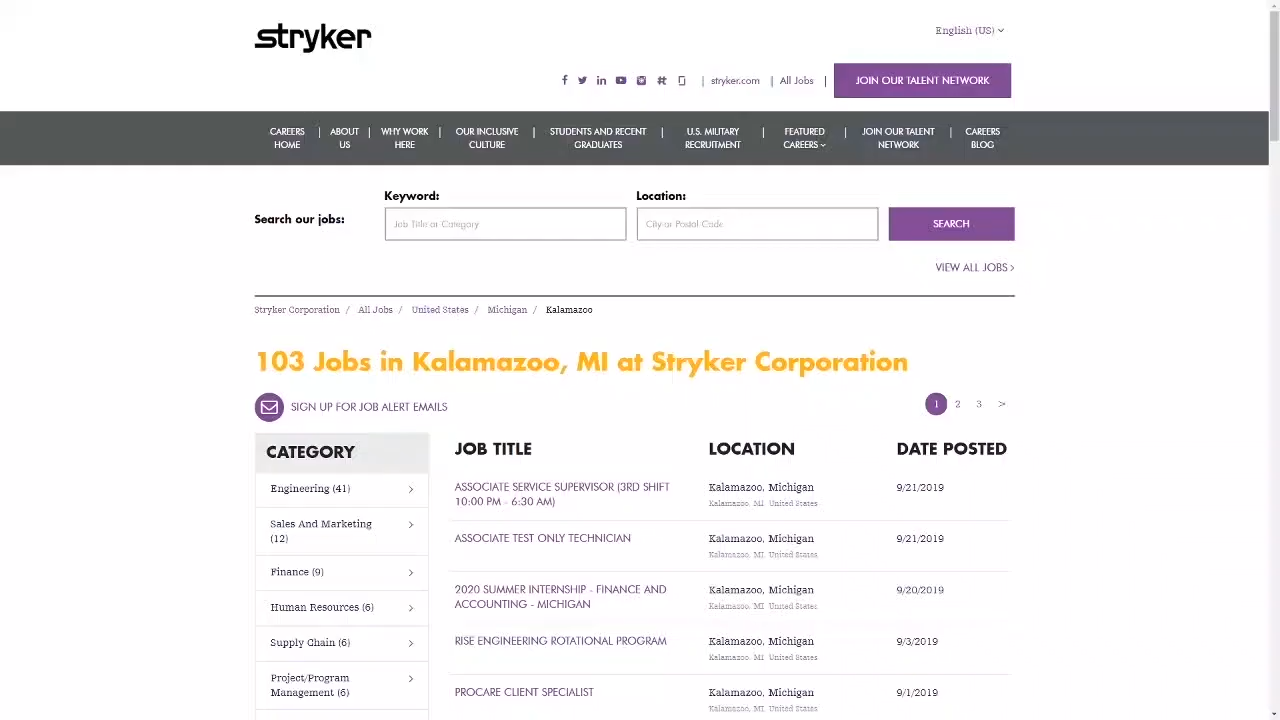 stryker
English (US)
| stryker.com | All Jobs |
JOIN OUR TALENT NETWORK
CAREERS HOME | ABOUT US | WHY WORK HERE | OUR INCLUSIVE CULTURE | STUDENTS AND RECENT GRADUATES | U.S. MILITARY RECRUITMENT | FEATURED CAREERS | JOIN OUR TALENT NETWORK | CAREERS BLOG
Search our jobs:
Keyword:
Job Title or Category
Location:
City or Postal Code
SEARCH
VIEW ALL JOBS >
Stryker Corporation / All Jobs / United States / Michigan / Kalamazoo
103 Jobs in Kalamazoo, MI at Stryker Corporation
SIGN UP FOR JOB ALERT EMAILS
1 2 3 >
CATEGORY
Engineering (41)
Sales And Marketing
(12)
Finance (9)
Human Resources (6)
Supply Chain (6)
Project/Program
Management (6)
JOB TITLE LOCATION DATE POSTED
ASSOCIATE SERVICE SUPERVISOR (3RD SHIFT
10:00 PM - 6:30 AM)
Kalamazoo, Michigan
Kalamazoo, MI United States
9/21/2019
ASSOCIATE TEST ONLY TECHNICIAN
Kalamazoo, Michigan
Kalamazoo, MI United States
9/21/2019
2020 SUMMER INTERNSHIP - FINANCE AND
ACCOUNTING - MICHIGAN
Kalamazoo, Michigan
Kalamazoo, MI United States
9/20/2019
RISE ENGINEERING ROTATIONAL PROGRAM
Kalamazoo, Michigan
Kalamazoo, MI United States
9/3/2019
PROCARE CLIENT SPECIALIST
Kalamazoo, Michigan
Kalamazoo, MI United States
9/1/2019